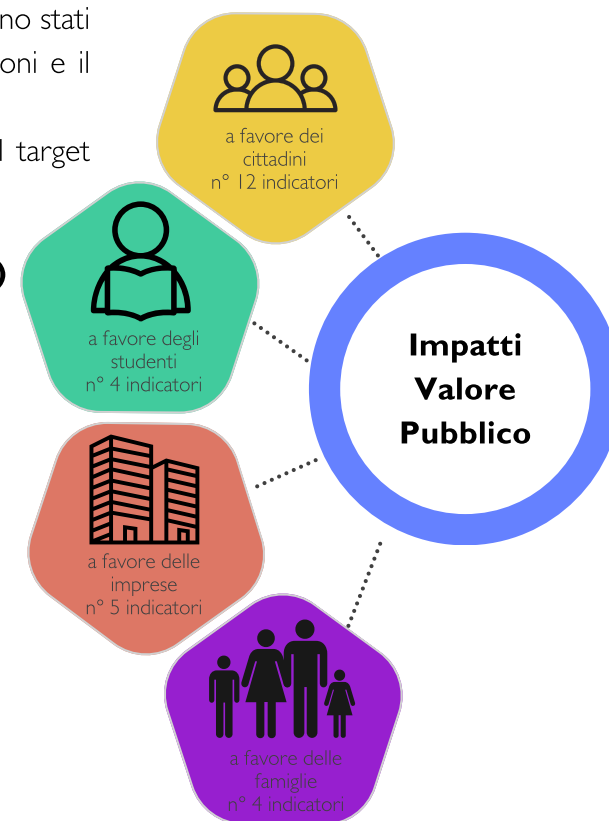 no stati
oni e il
l target
a favore dei
cittadini
n° 12 indicatori
a favore degli
studenti
n° 4 indicatori
Impatti
Valore
Pubblico
a favore delle
imprese
n° 5 indicatori
a favore delle
famiglie
n° 4 indicatori